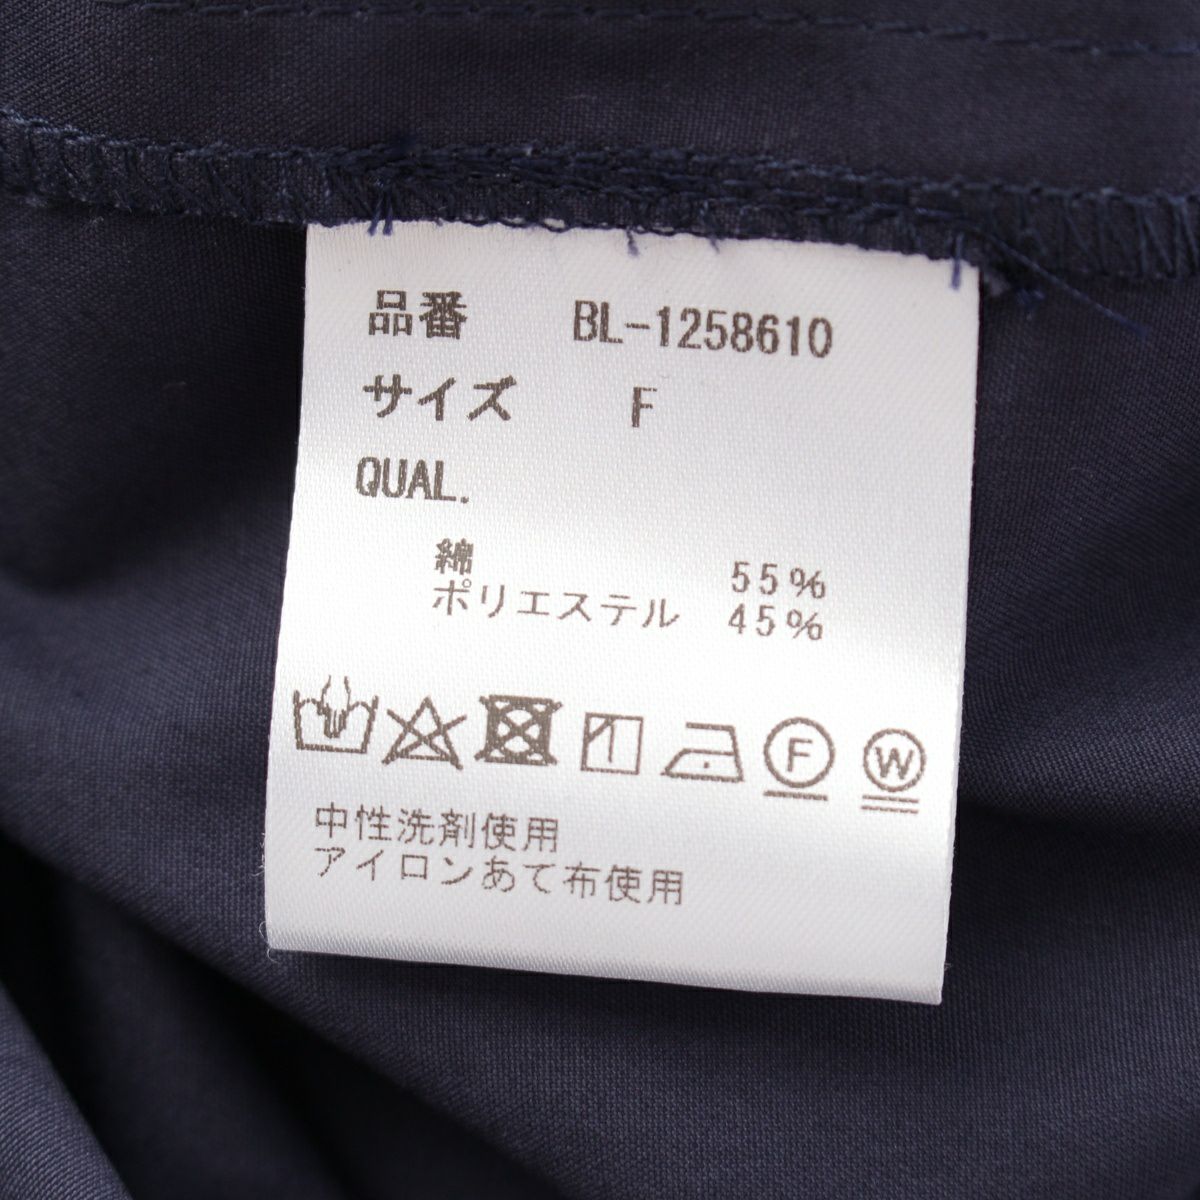 品番 BL-1258610
サイズ F
QUAL.
綿 55%
ポリエステル 45%
F W
中性洗剤使用
アイロンあて布使用